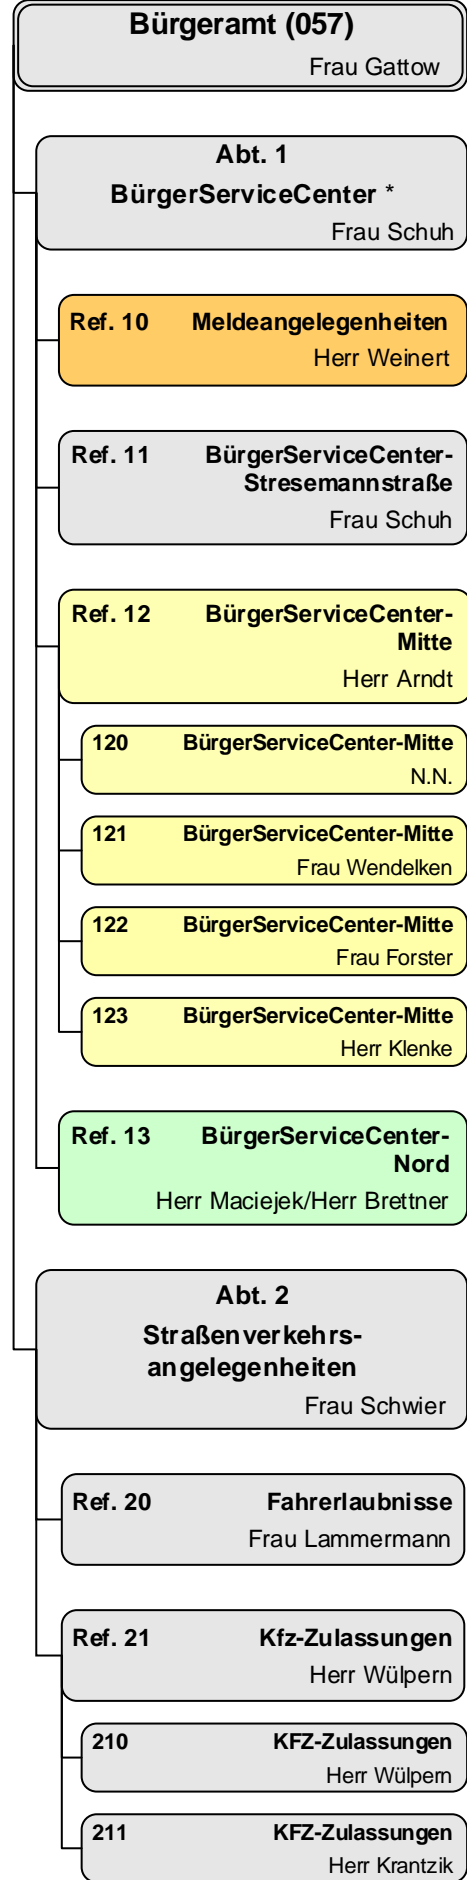 Bürgeramt (057)
Frau Gattow
Abt. 1
BürgerServiceCenter *
Frau Schuh
Ref. 10 Meldeangelegenheiten
Herr Weinert
Ref. 11 BürgerServiceCenter-
Stresemannstraße
Frau Schuh
Ref. 12 BürgerServiceCenter-
Mitte
Herr Arndt
120 BürgerServiceCenter-Mitte
N.N.
121 BürgerServiceCenter-Mitte
Frau Wendelken
122 BürgerServiceCenter-Mitte
Frau Forster
123 BürgerServiceCenter-Mitte
Herr Klenke
Ref. 13 BürgerServiceCenter-
Nord
Herr Maciejek/Herr Brettner
Abt. 2
Straßenverkehrs-
angelegenheiten
Frau Schwier
Ref. 20 Fahrerlaubnisse
Frau Lammermann
Ref. 21 Kfz-Zulassungen
Herr Wülpern
210 KFZ-Zulassungen
Herr Wülpern
211 KFZ-Zulassungen
Herr Krantzik